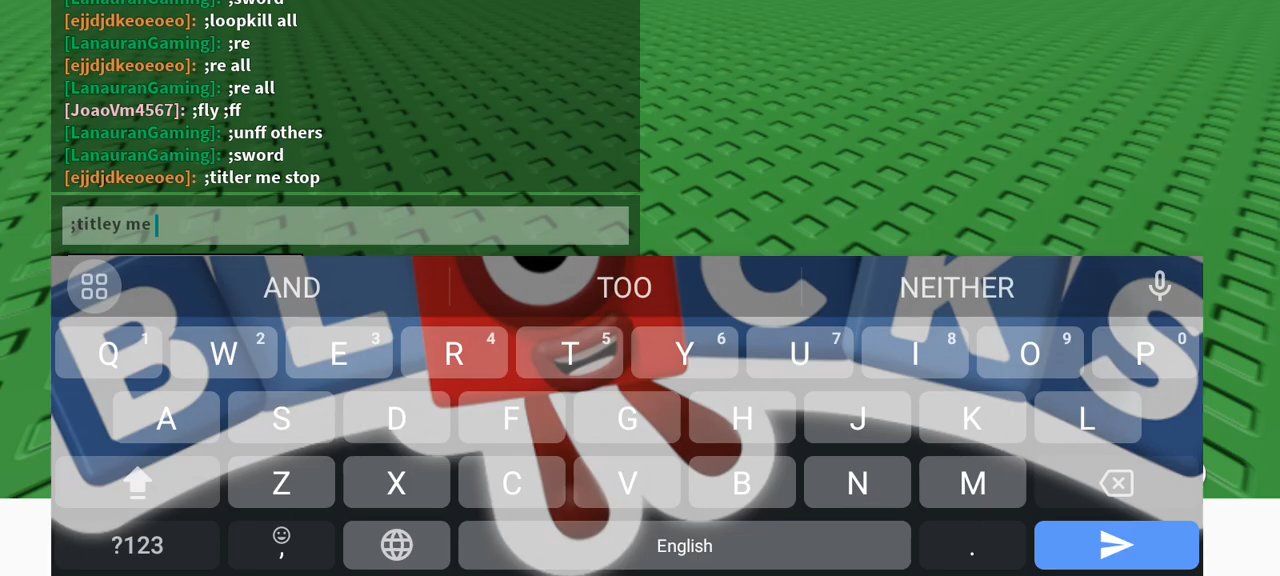 [LanauranGaming]: ;sword
[ejjdjdkeoeoeo]: ;loopkill all
[LanauranGaming]: ;re
[ejjdjdkeoeoeo]: ;re all
[LanauranGaming]: ;re all
[JoaoVm4567]: ;fly ;ff
[LanauranGaming]: ;unff others
[LanauranGaming]: ;sword
[ejjdjdkeoeoeo]: ;titler me stop
;titley me
AND TOO NEITHER
B L C K S
Q 1 W 2 E 3 R 4 T 5 Y 6 U 7 I 8 O 9 P 0
A S D F G H J K L
Z X C V B N M
?123 , English .